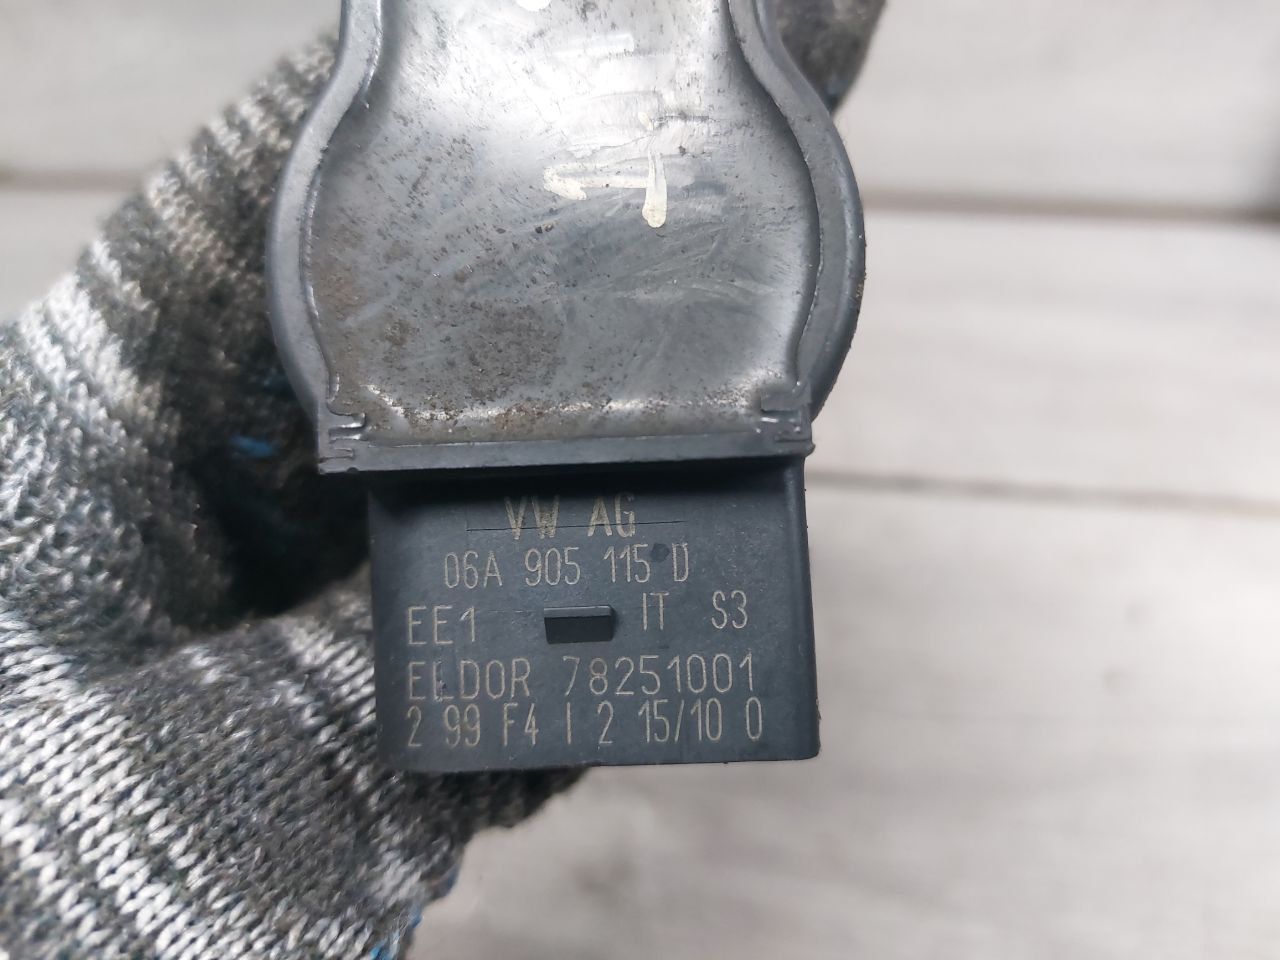 VW AG
06A 905 115 D
EE1 IT S3
ELDOR 78251001
2 99 F4 I 2 15/10 0